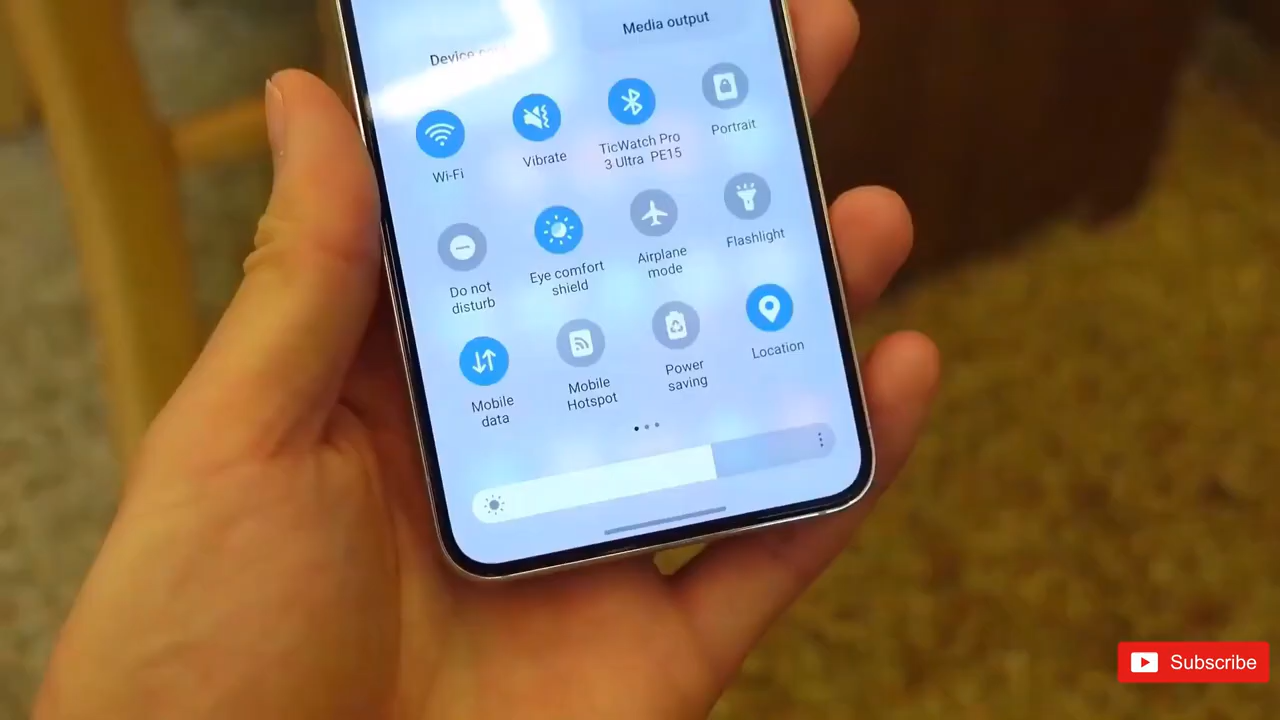 Media output
Device
Wi-Fi
Vibrate
TicWatch Pro
3 Ultra PE15
Portrait
Do not
disturb
Eye comfort
shield
Airplane
mode
Flashlight
Mobile
data
Mobile
Hotspot
Power
saving
Location
Subscribe